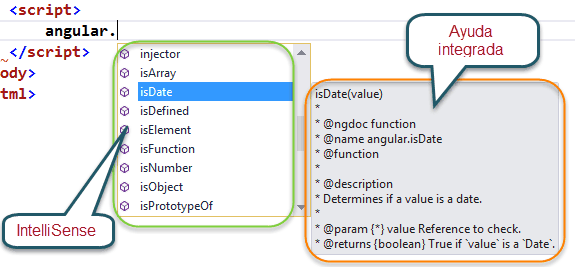 <script>
angular.
</script>
ody>
tml>
injector
isArray
isDate
isDefined
isElement
isFunction
isNumber
isObject
isPrototypeOf
IntelliSense
Ayuda
integrada
isDate(value)
*
* @ngdoc function
* @name angular.isDate
* @function
*
* @description
* Determines if a value is a date.
*
* @param {*} value Reference to check.
* @returns {boolean} True if `value` is a `Date`.